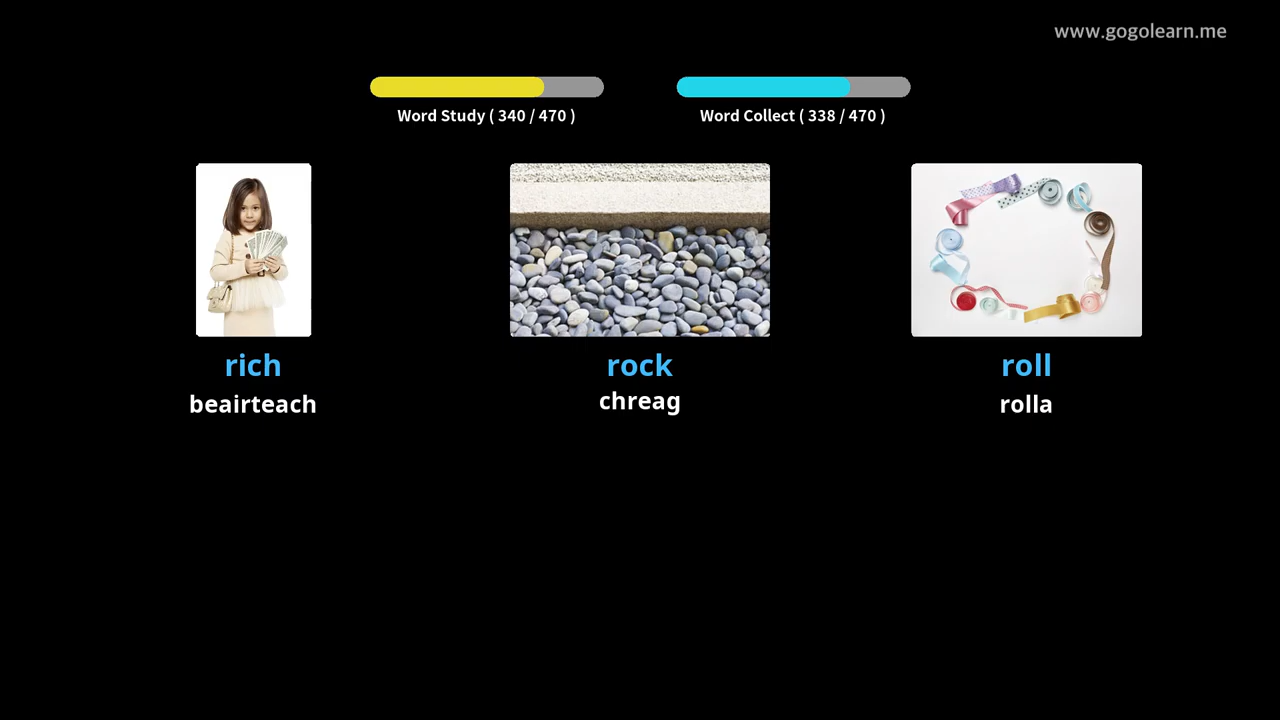 www.gogolearn.me
Word Study ( 340 / 470 )
Word Collect ( 338 / 470 )
rich
beairteach
rock
chreag
roll
rolla